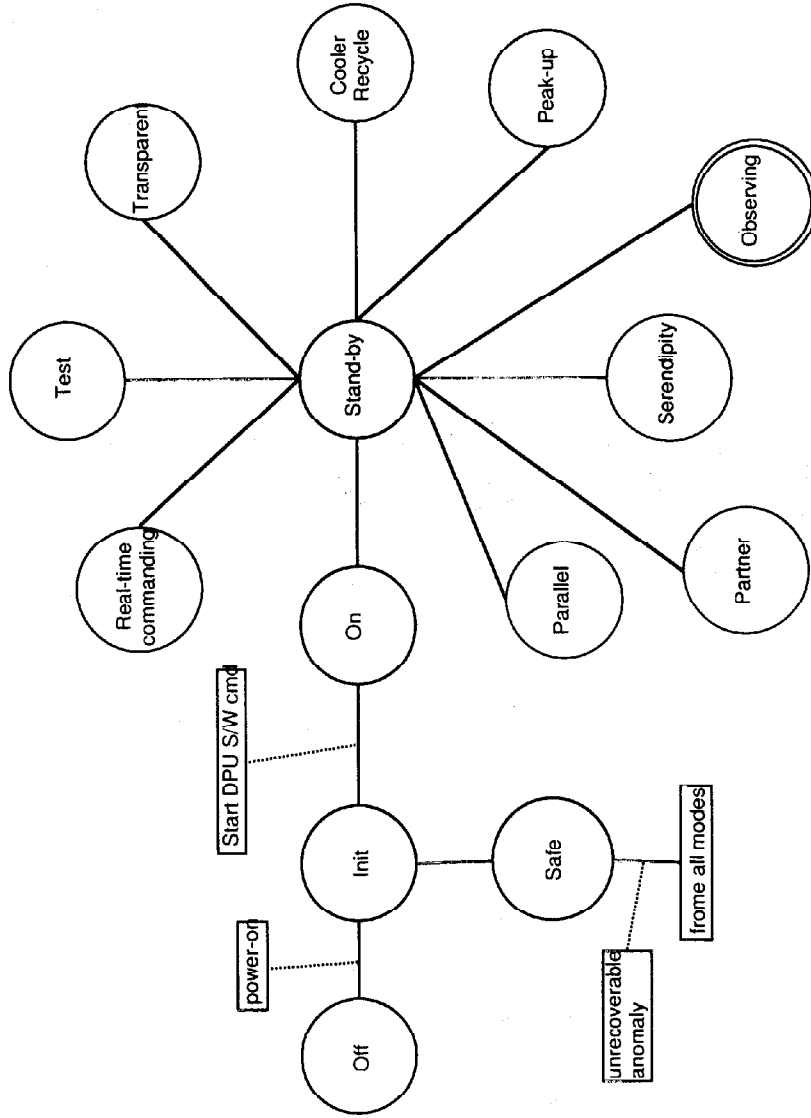 Test
Real-time
commanding
Transparent
Start DPU S/W cmd
power-on
Off
Init
On
Stand-by
Cooler
Recycle
Safe
Parallel
Peak-up
unrecoverable
anomaly
Serendipity
frome all modes
Partner
Observing